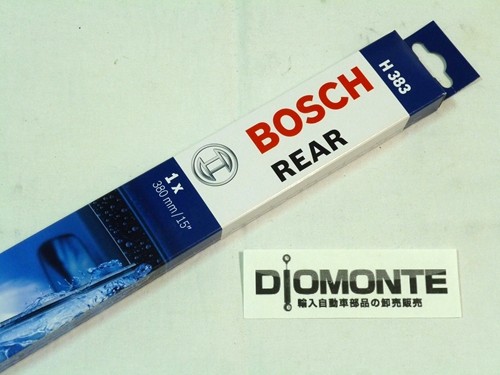 H 383
BOSCH
REAR
1 x
380 mm/15"
DIOMONTE
輸入自動車部品の卸売販売